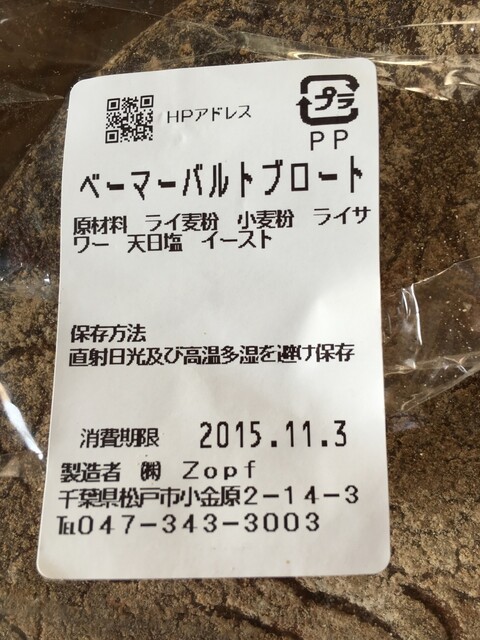 HPアドレス
プラ
PP
ベーマーバルトブロート
原材料 ライ麦粉 小麦粉 ライサ
ワー 天日塩 イースト
保存方法
直射日光及び高温多湿を避け保存
消費期限 2015.11.3
製造者 ㈱ Zopf
千葉県松戸市小金原2-14-3
℡047-343-3003